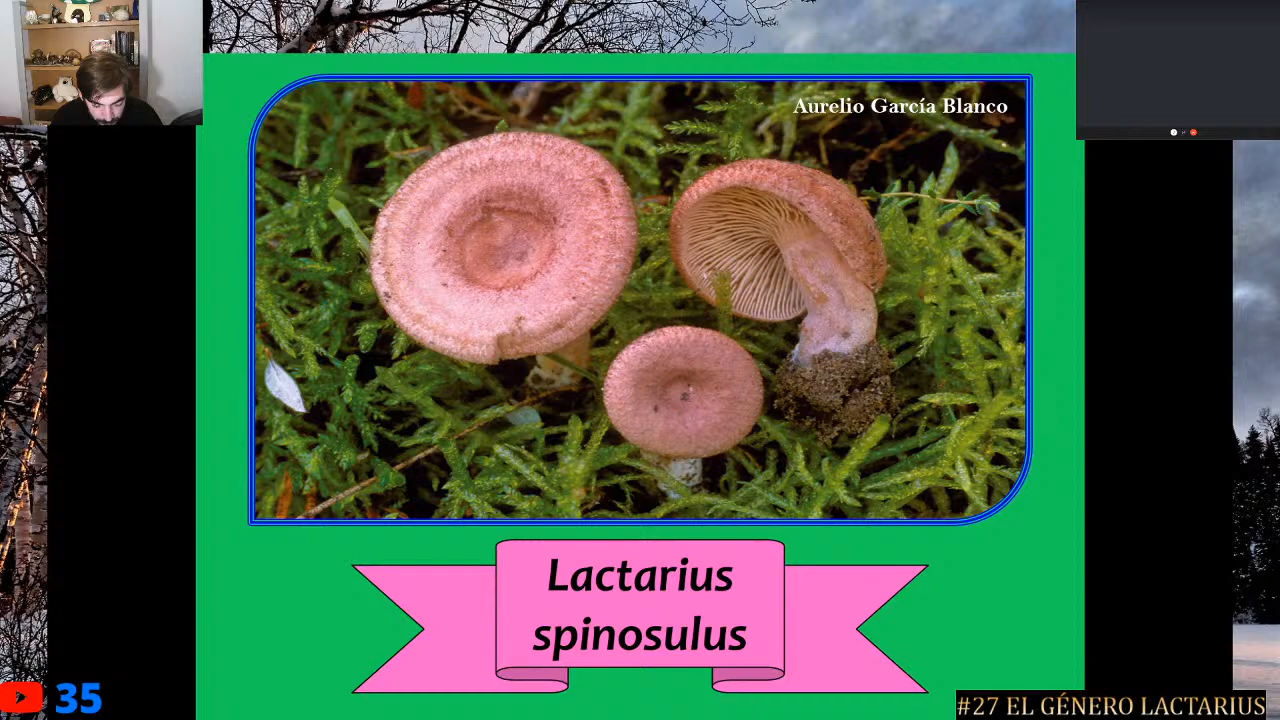 Aurelio García Blanco
Lactarius
spinosulus
35
#27 EL GÉNERO LACTARIUS